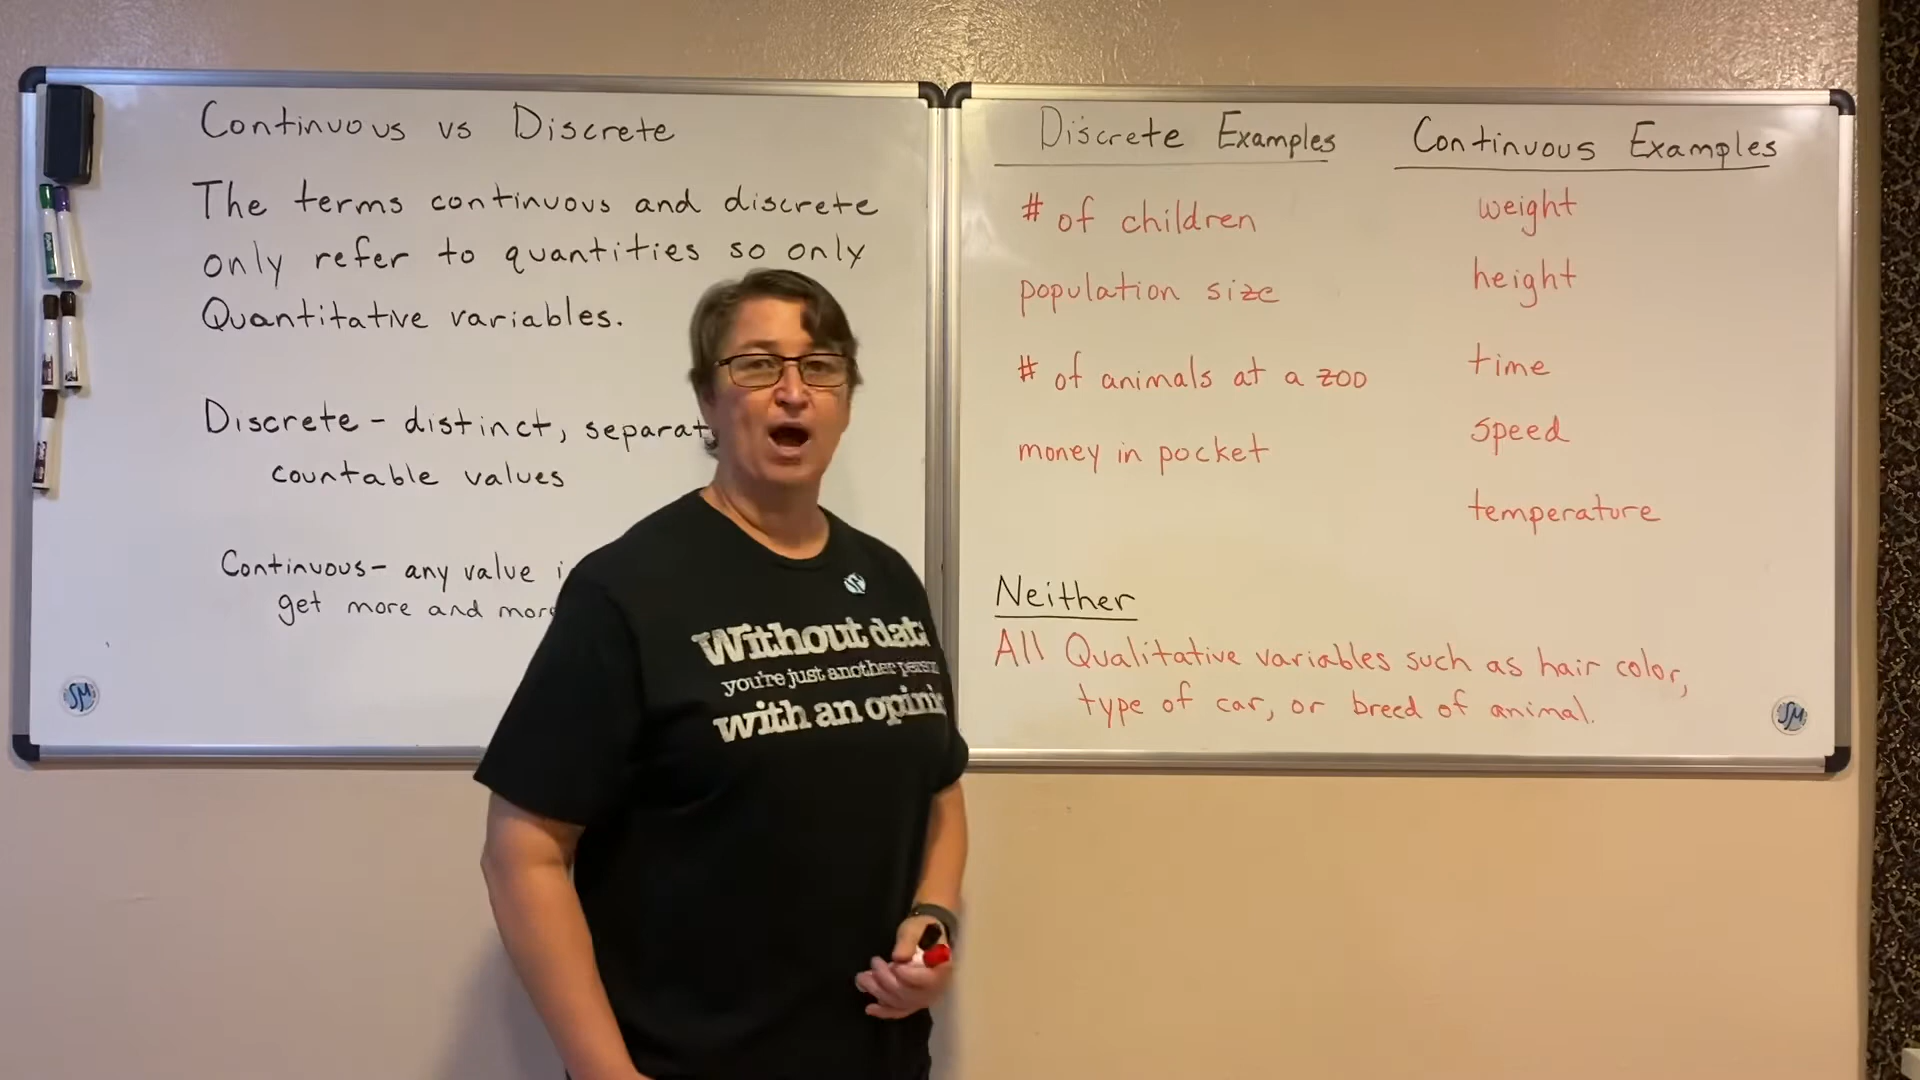 Continuous vs Discrete
The terms continuous and discrete
only refer to quantities so only
Quantitative variables.
Discrete - distinct, separat
countable values
Continuous- any value i
get more and more
Discrete Examples
# of children
population size
# of animals at a zoo
money in pocket
Continuous Examples
weight
height
time
speed
temperature
Neither
All Qualitative variables such as hair color,
type of car, or breed of animal.
Without data
you're just another person
with an opini
SM
SM